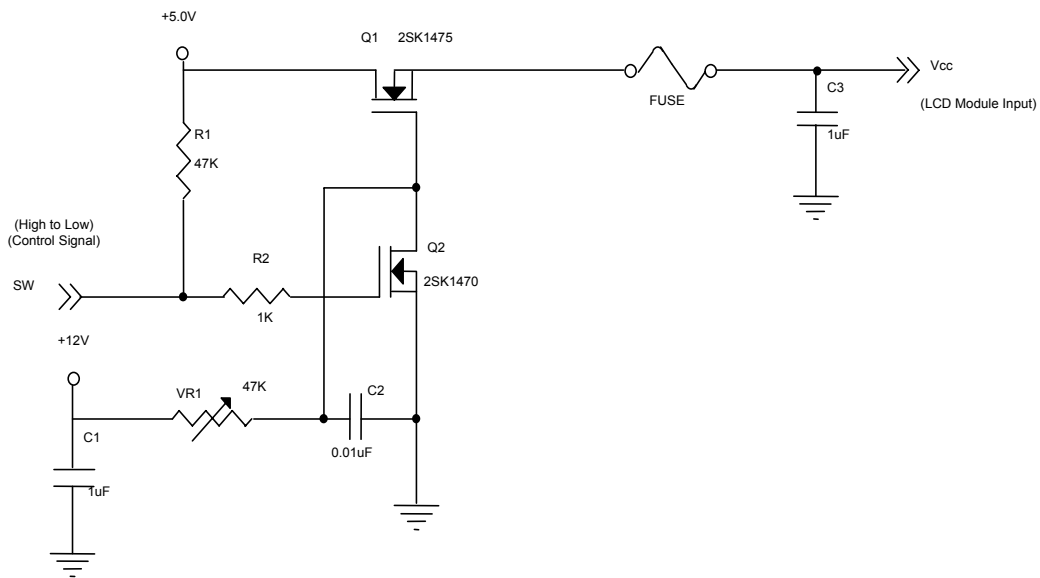 +5.0V
Q1 2SK1475
Vcc
FUSE
C3
(LCD Module Input)
R1
1uF
47K
(High to Low)
(Control Signal)
Q2
R2
2SK1470
SW
1K
+12V
VR1
47K
C2
C1
0.01uF
1uF